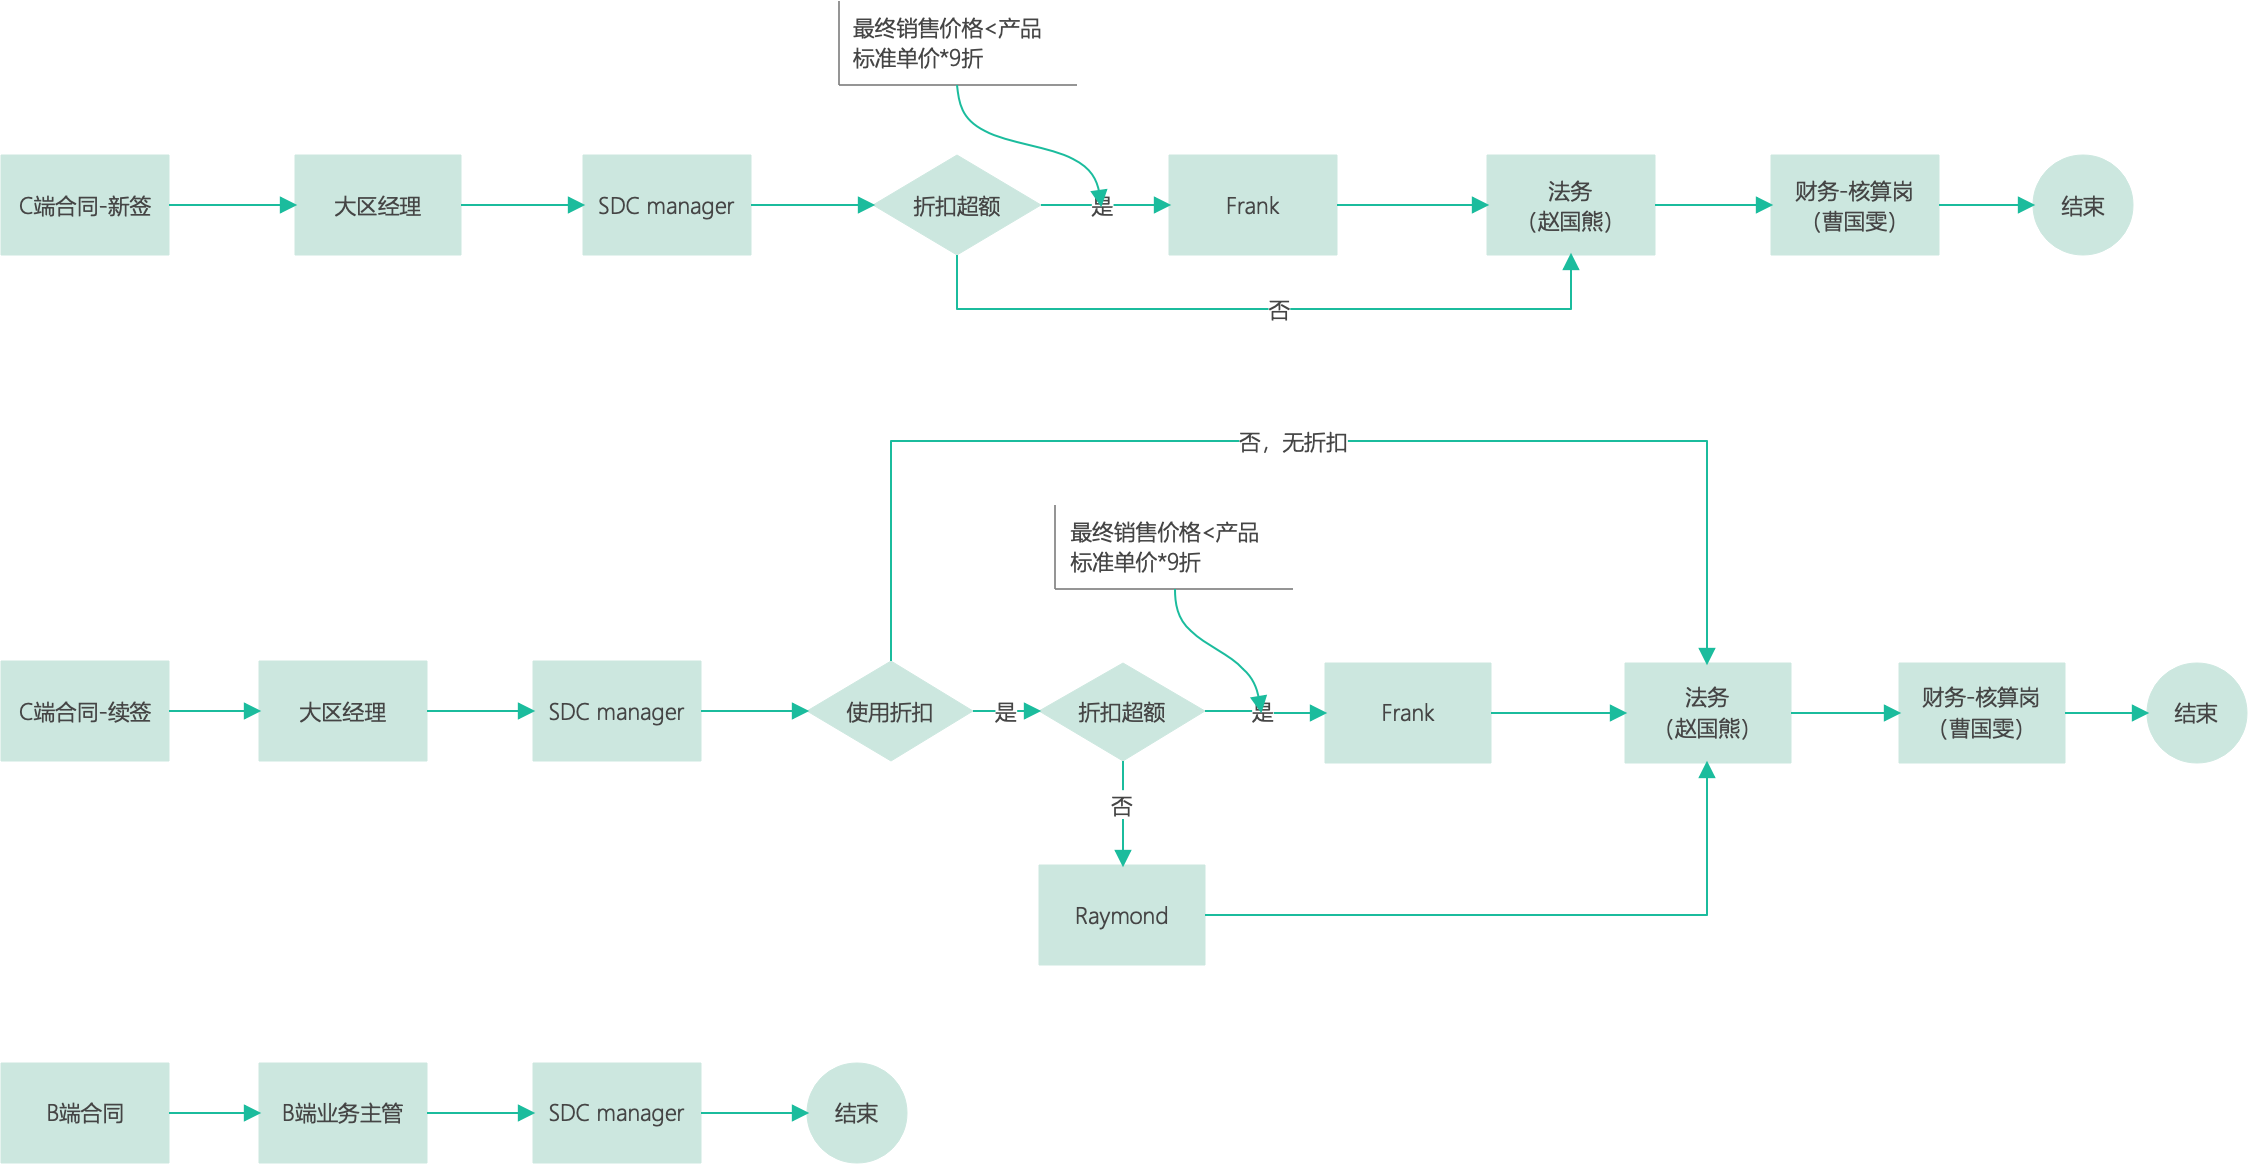 最终销售价格<产品
标准单价*9折
C端合同-新签
大区经理
SDC manager
折扣超额
是
Frank
法务
（赵国熊）
财务-核算岗
（曹国雯）
结束
否
否，无折扣
最终销售价格<产品
标准单价*9折
C端合同-续签
大区经理
SDC manager
使用折扣
是
折扣超额
是
Frank
法务
（赵国熊）
财务-核算岗
（曹国雯）
结束
否
Raymond
B端合同
B端业务主管
SDC manager
结束